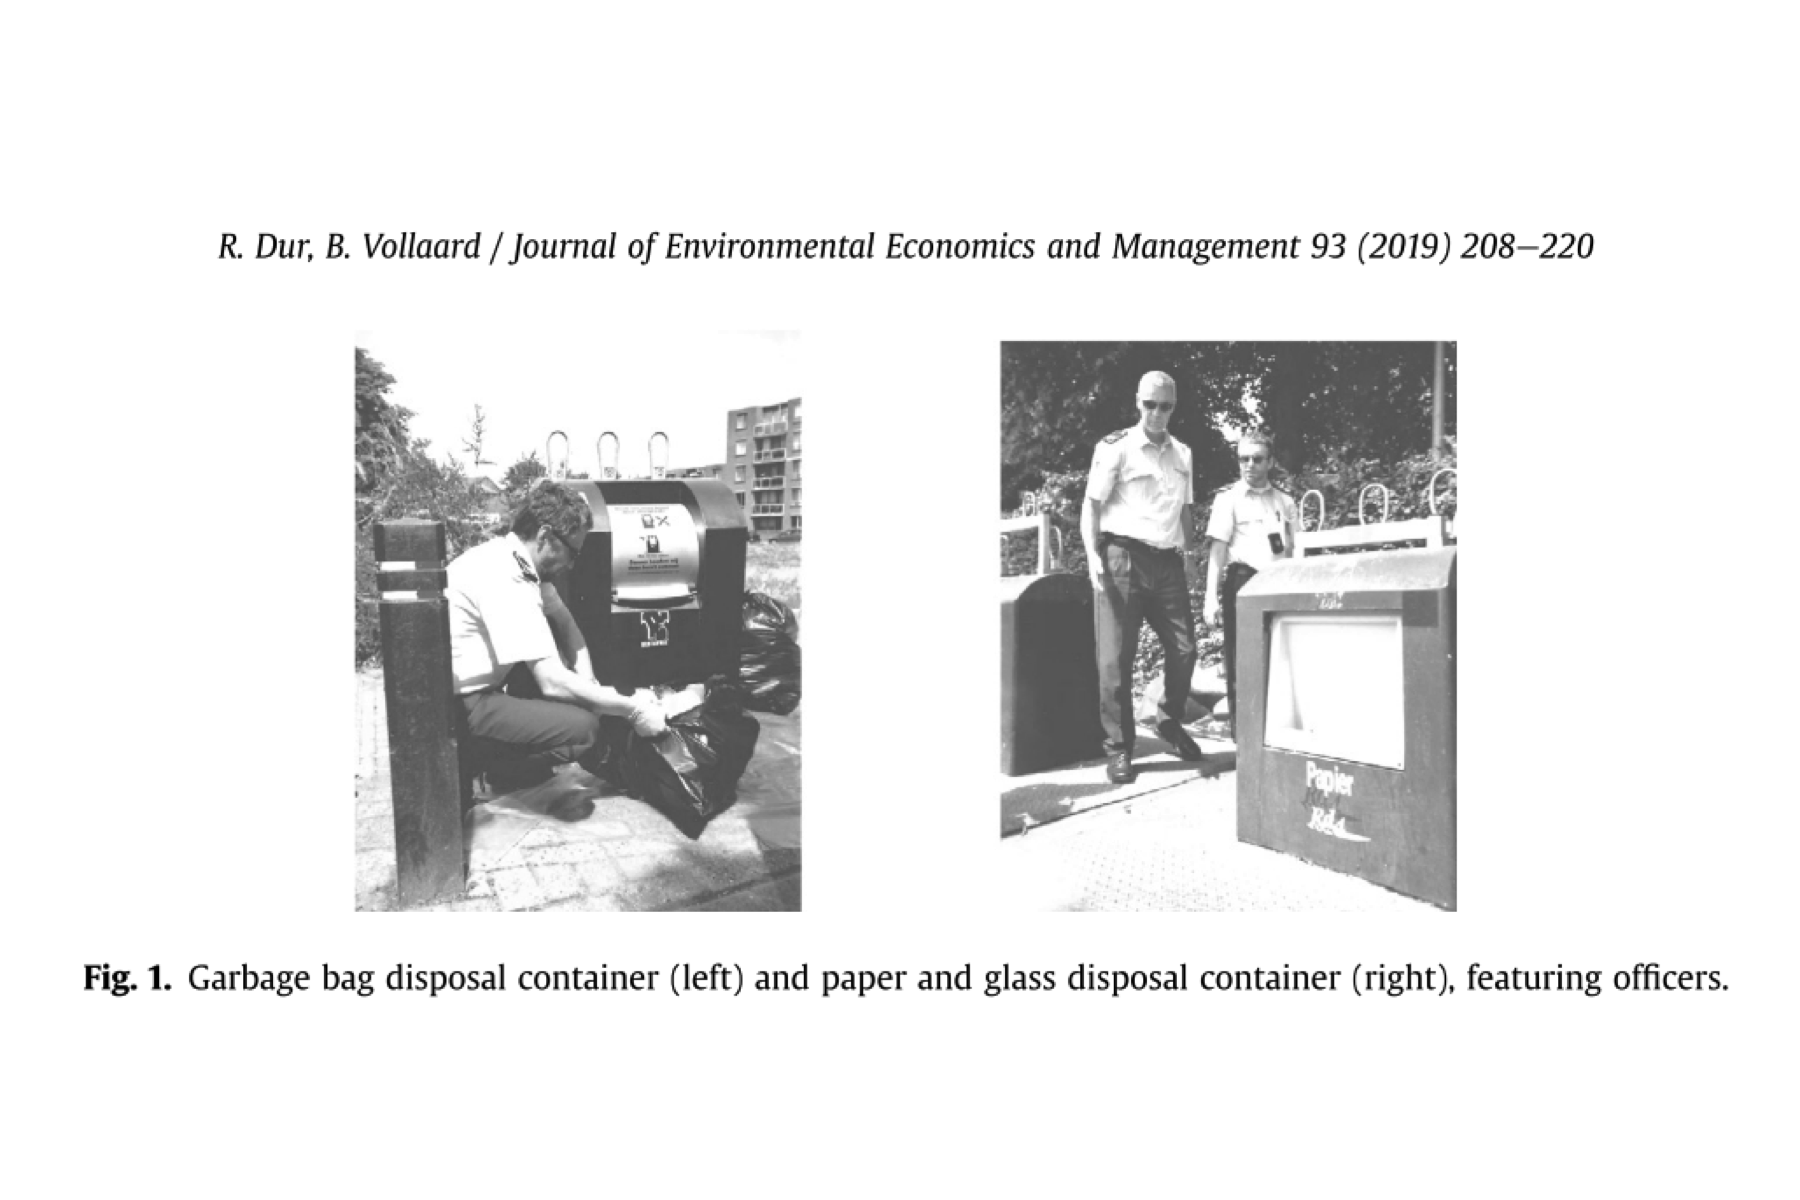 R. Dur, B. Vollaard / Journal of Environmental Economics and Management 93 (2019) 208–220
Papier
Fig. 1. Garbage bag disposal container (left) and paper and glass disposal container (right), featuring officers.